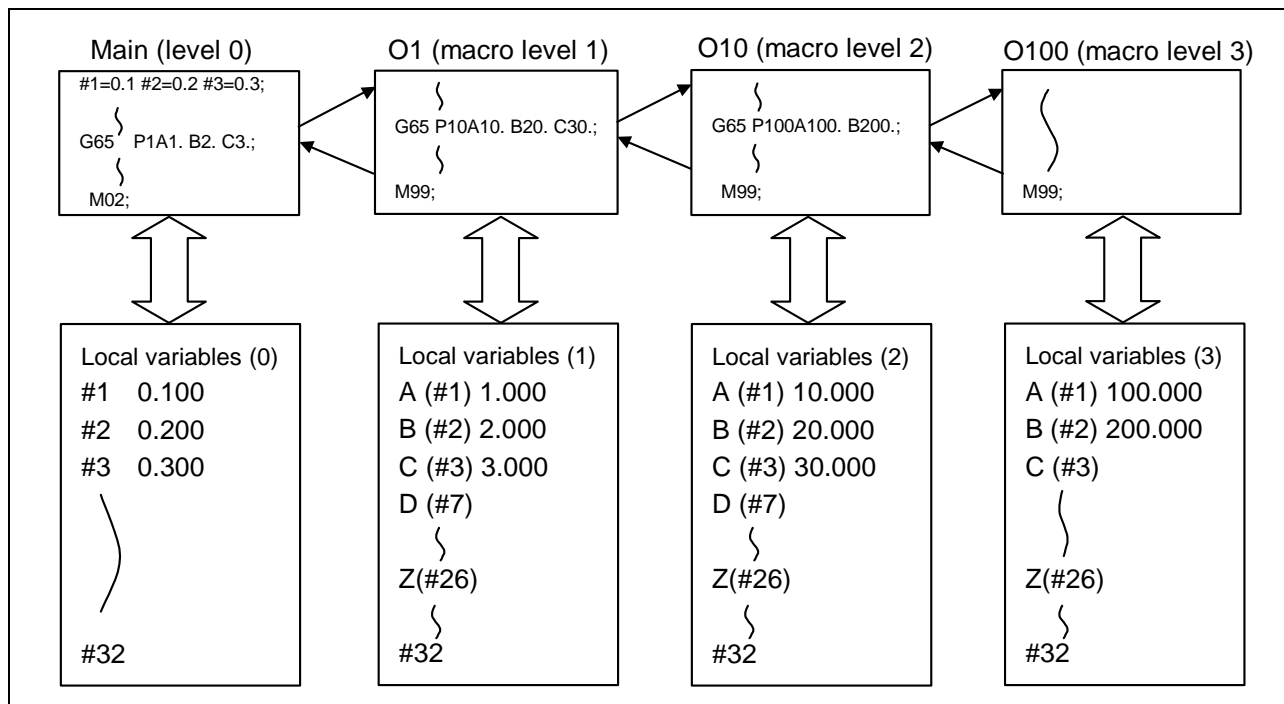 Main (level 0)
#1=0.1 #2=0.2 #3=0.3;
G65 P1A1. B2. C3.;
M02;
O1 (macro level 1)
G65 P10A10. B20. C30.;
M99;
O10 (macro level 2)
G65 P100A100. B200.;
M99;
O100 (macro level 3)
M99;
Local variables (0)
#1 0.100
#2 0.200
#3 0.300
#32
Local variables (1)
A (#1) 1.000
B (#2) 2.000
C (#3) 3.000
D (#7)
Z(#26)
#32
Local variables (2)
A (#1) 10.000
B (#2) 20.000
C (#3) 30.000
D (#7)
Z(#26)
#32
Local variables (3)
A (#1) 100.000
B (#2) 200.000
C (#3)
Z(#26)
#32